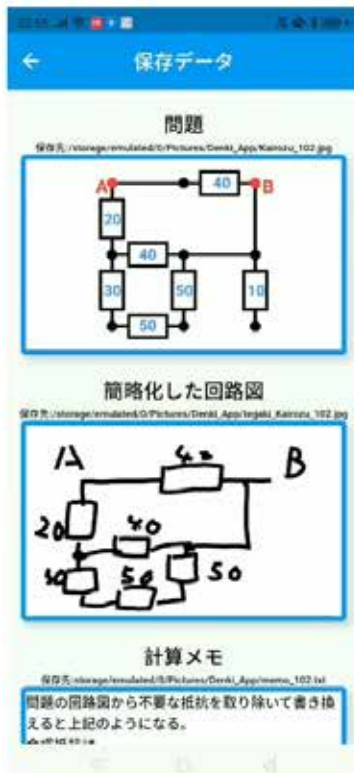 保存データ
問題
保存先:/storage/emulated/0/Pictures/Denki_App/Kairozu_102.jpg
A
40
B
20
40
30
50
10
50
簡略化した回路図
保存先:/storage/emulated/0/Pictures/Denki_App/tegaki_Kairozu_102.jpg
A
B
20
40
50
50
計算メモ
保存先:/storage/emulated/0/Pictures/Denki_App/memo_102.txt
問題の回路図から不要な抵抗を取り除いて書き換
えると上記のようになる。